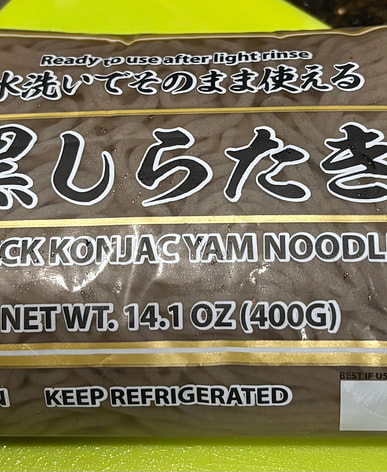 Ready to use after light rinse
水洗いでそのまま使える
黒しらたき
CK KONJAC YAM NOODL
NET WT. 14.1 OZ (400G)
N KEEP REFRIGERATED
BEST IF US